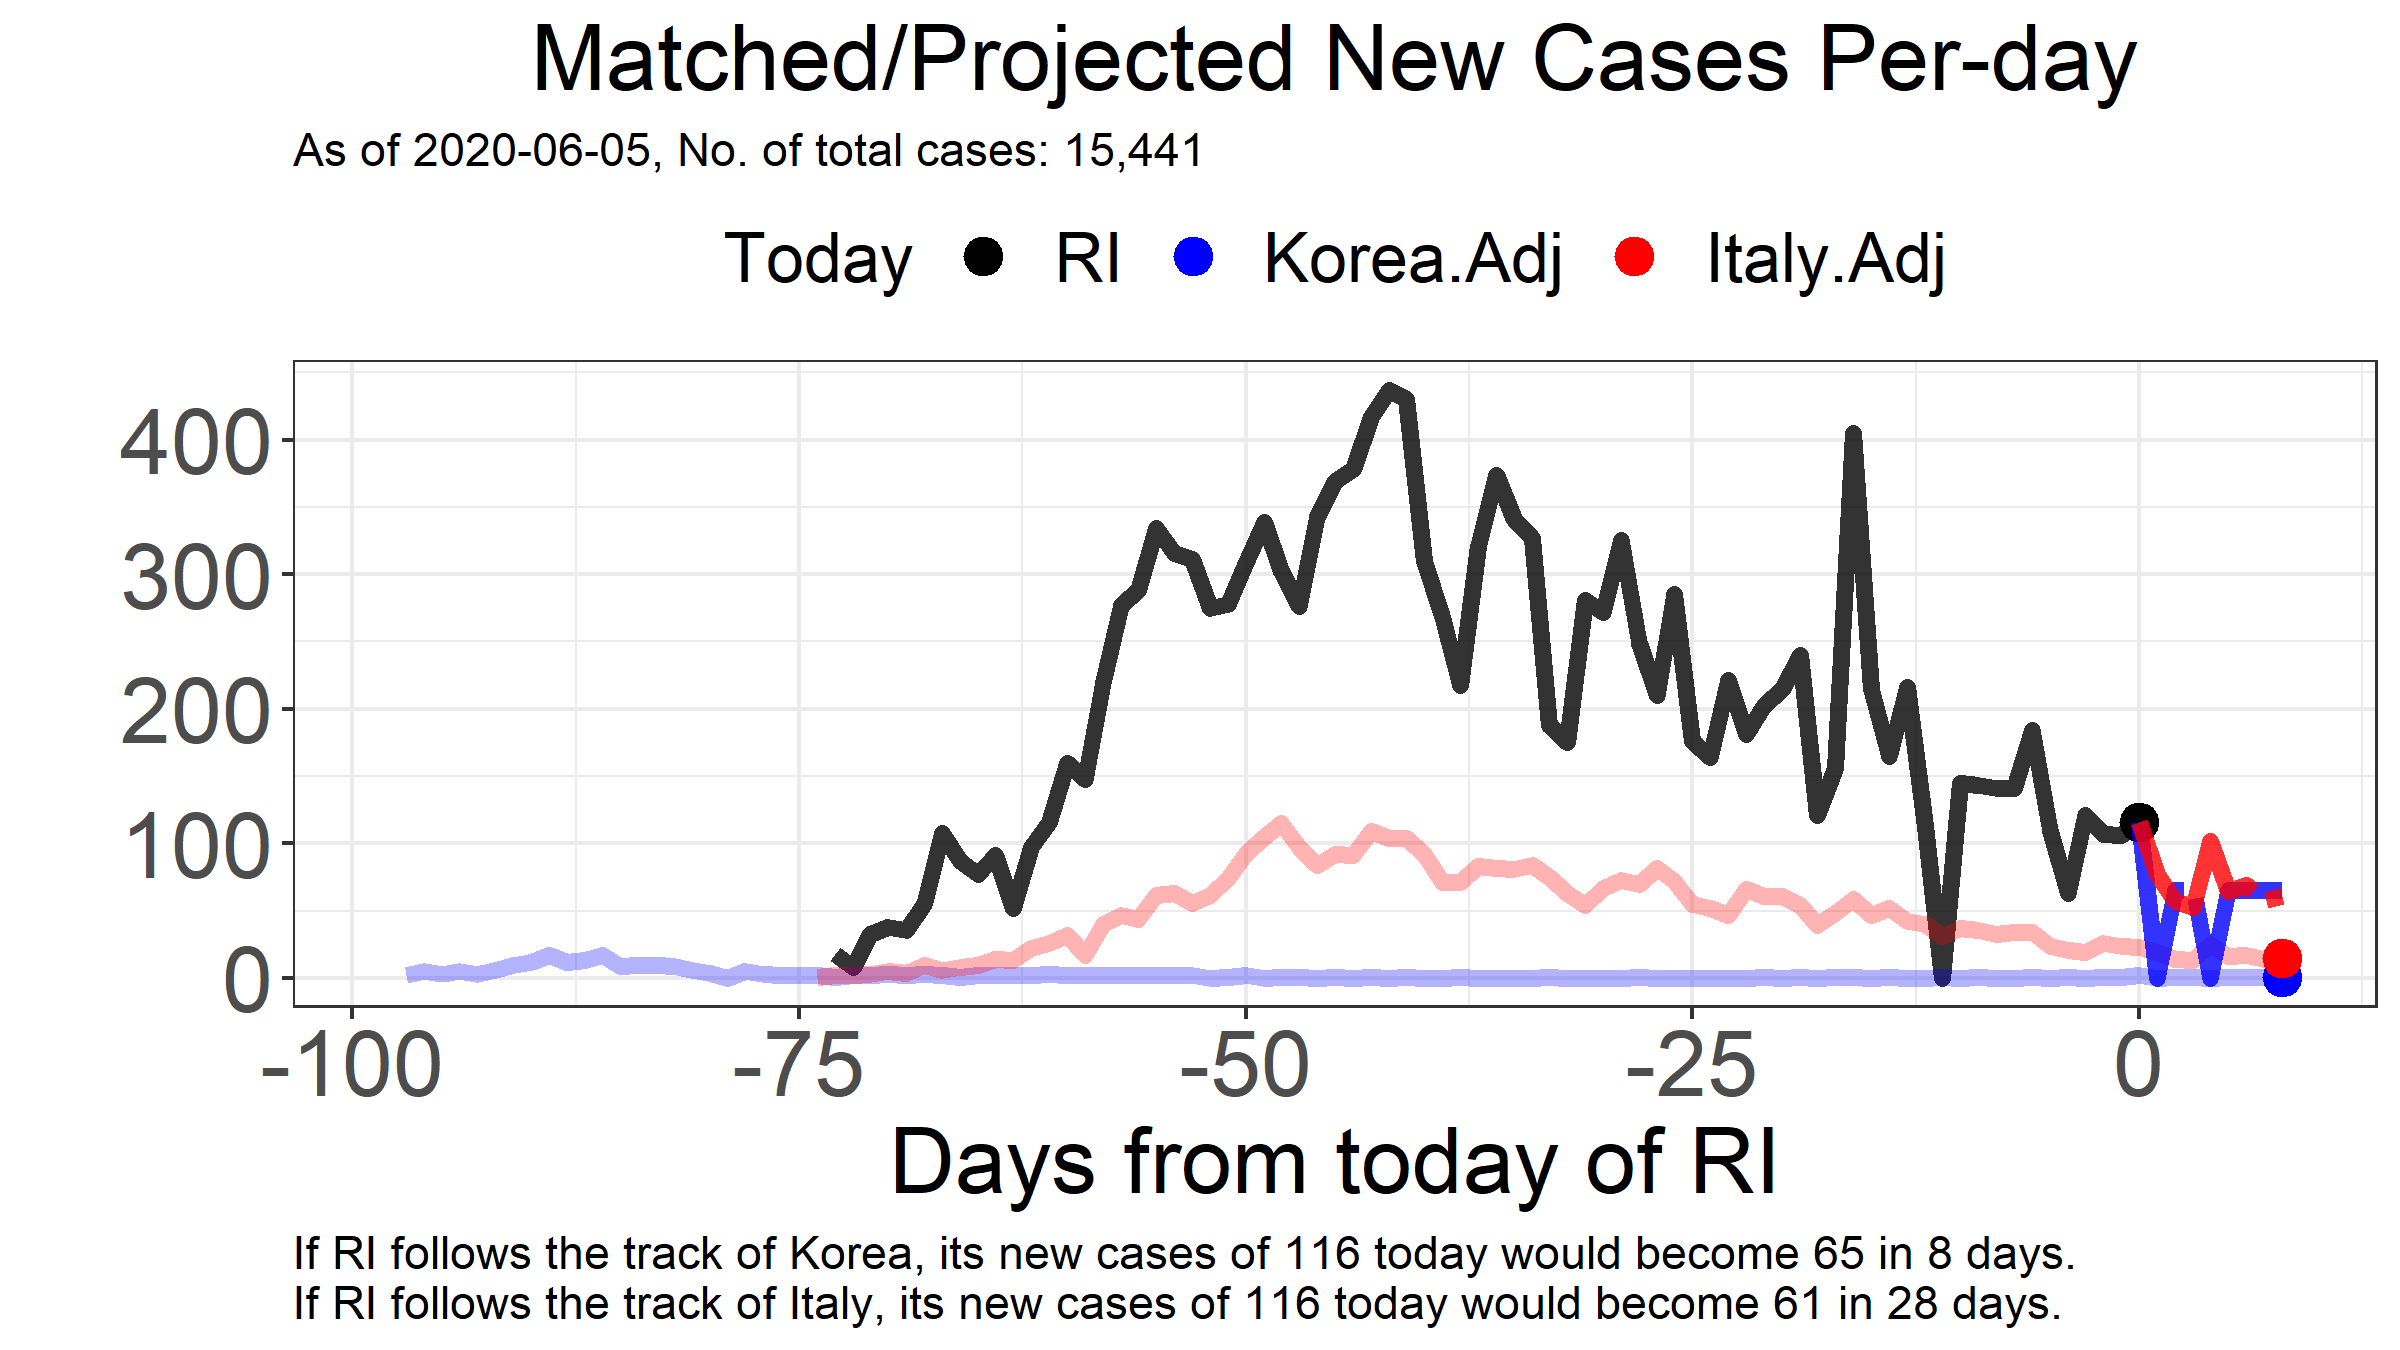 Matched/Projected New Cases Per-day
As of 2020-06-05, No. of total cases: 15,441
Today RI Korea.Adj Italy.Adj
400
300
200
100
0
-100 -75 -50 -25 0
Days from today of RI
If RI follows the track of Korea, its new cases of 116 today would become 65 in 8 days.
If RI follows the track of Italy, its new cases of 116 today would become 61 in 28 days.